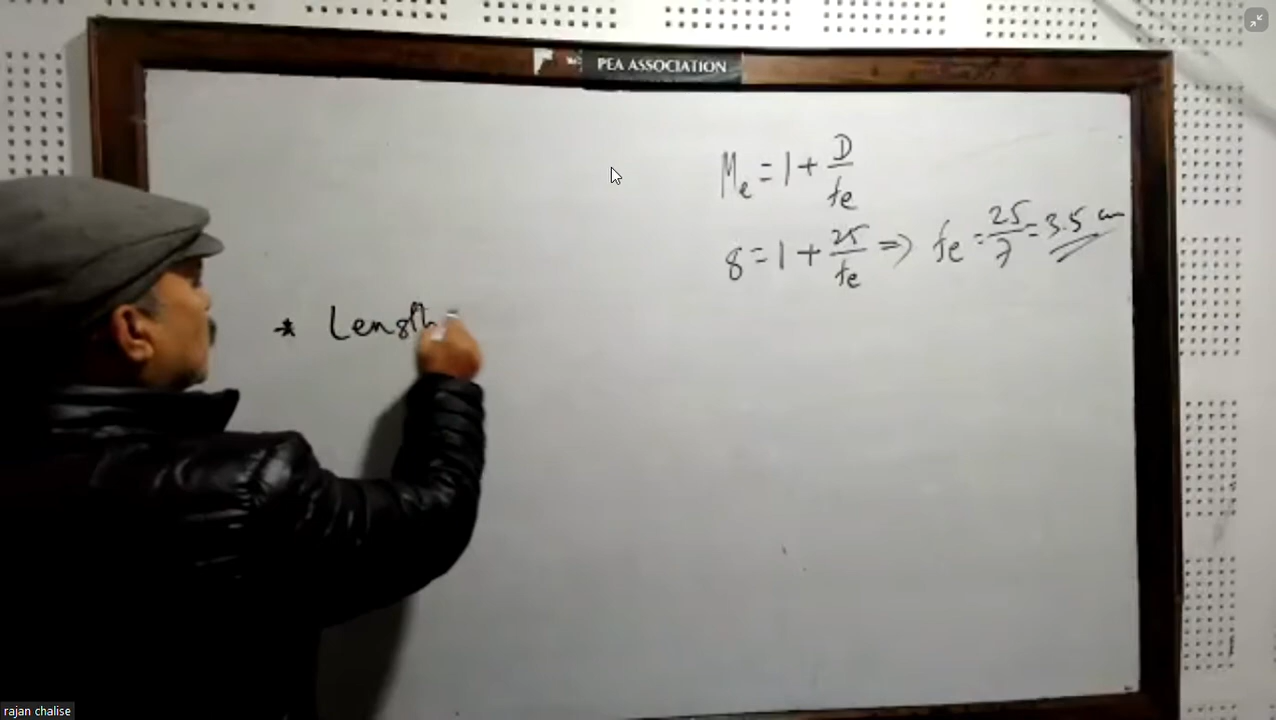 PEA ASSOCIATION
Me = 1 + D/fe
8 = 1 + 25/fe ⇒ fe = 25/7 = 3.5 cm
* Length
rajan chalise